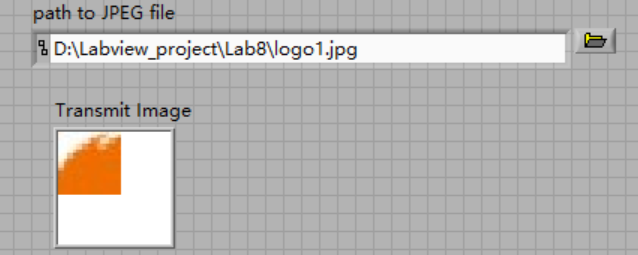 path to JPEG file
D:\Labview_project\Lab8\logo1.jpg
Transmit Image